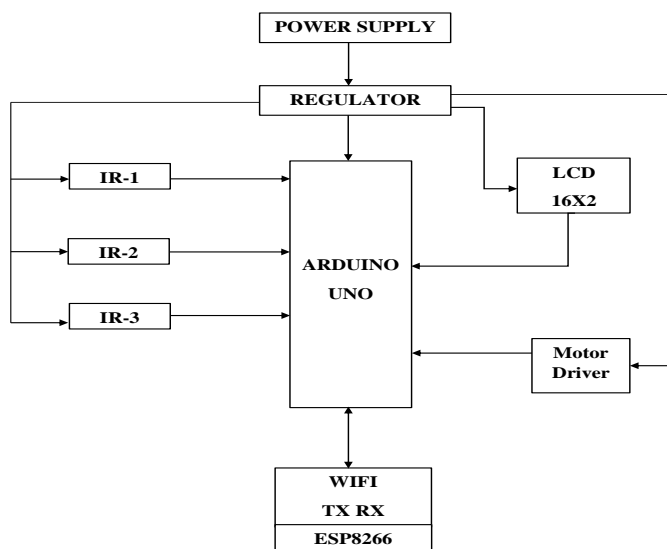 POWER SUPPLY
REGULATOR
IR-1
LCD
16X2
IR-2
ARDUINO
UNO
IR-3
Motor
Driver
WIFI
TX RX
ESP8266